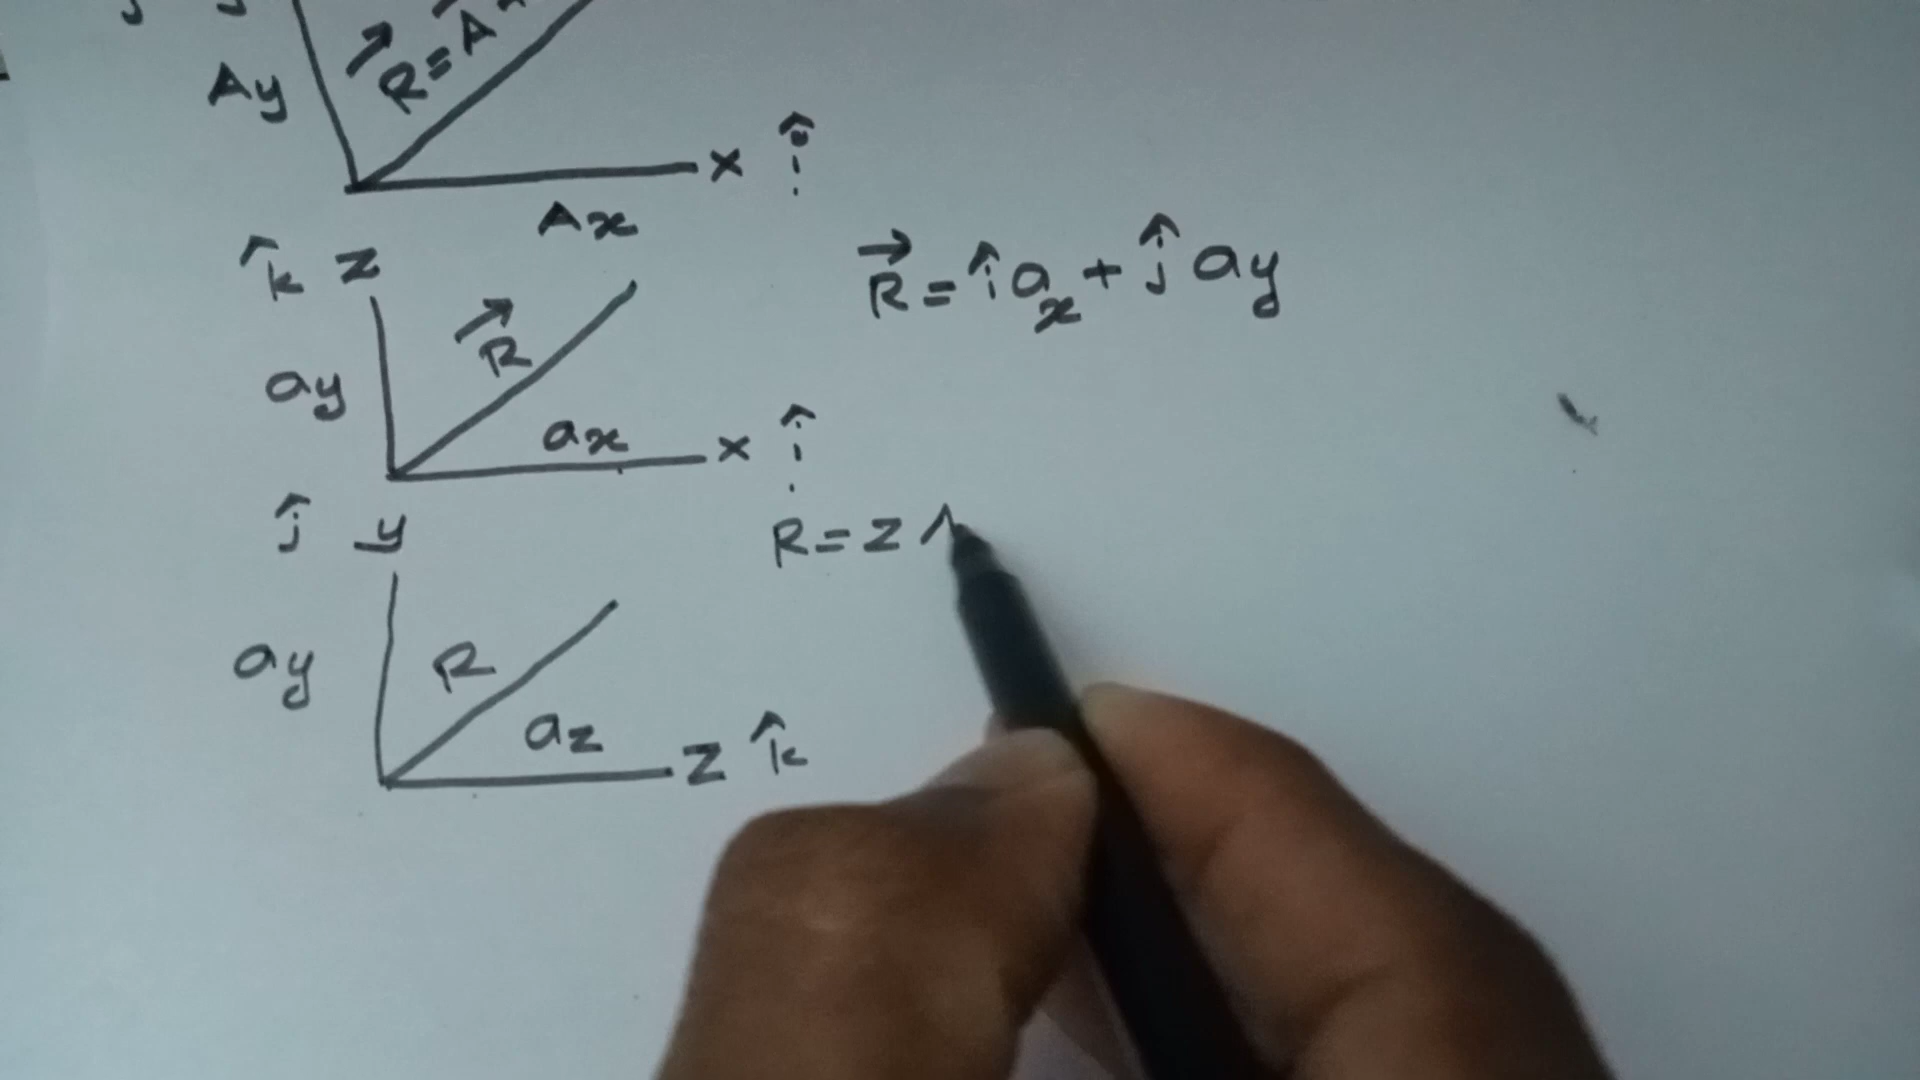 Ay
R⃗=A⃗
x î
Ax
k̂ z
R⃗=îax+ĵay
R⃗
ay
ax
x î
ĵ y
R=z
R
ay
az
z k̂